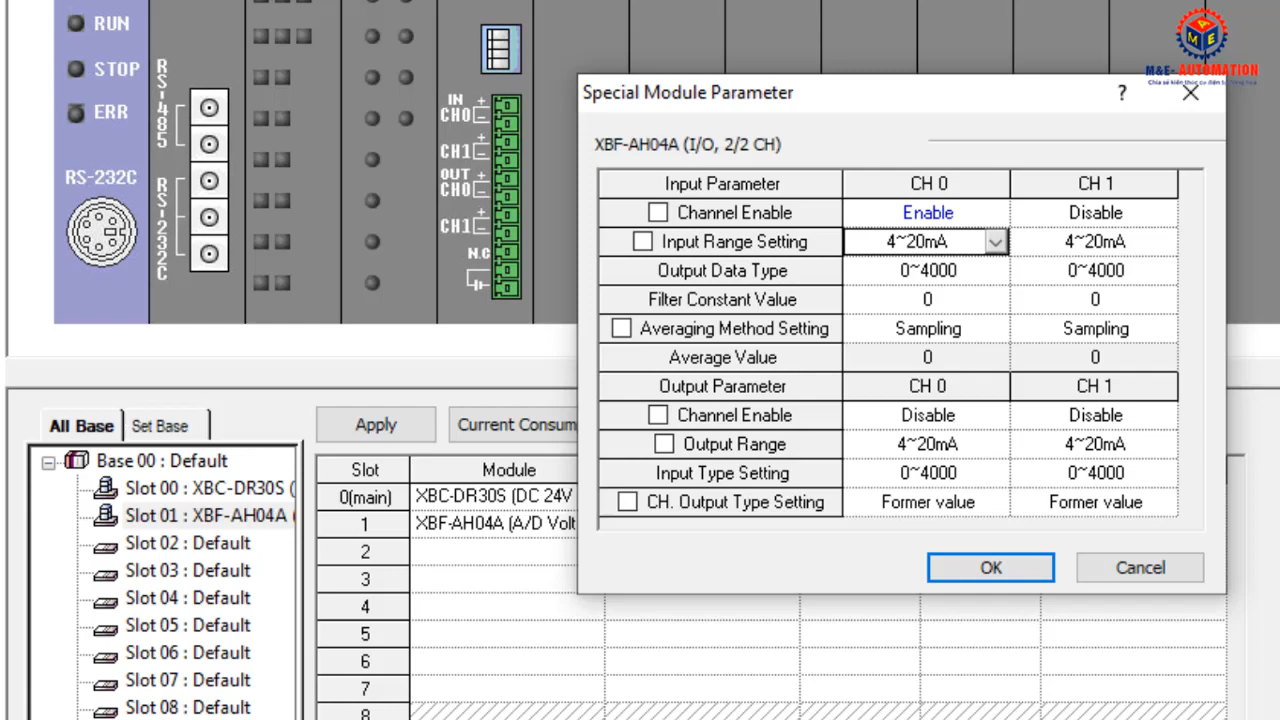 RUN
STOP
ERR
RS-232C
RS-485
RS-232C
IN
CH0
+
-
CH1
+
-
OUT
CH0
+
-
CH1
+
-
N.C
M&E- AUTOMATION
Special Module Parameter
?
XBF-AH04A (I/O, 2/2 CH)
Input Parameter CH 0 CH 1
Channel Enable Enable Disable
Input Range Setting 4~20mA 4~20mA
Output Data Type 0~4000 0~4000
Filter Constant Value 0 0
Averaging Method Setting Sampling Sampling
Average Value 0 0
Output Parameter CH 0 CH 1
Channel Enable Disable Disable
Output Range 4~20mA 4~20mA
Input Type Setting 0~4000 0~4000
CH. Output Type Setting Former value Former value
OK Cancel
All Base Set Base
Base 00 : Default
Slot 00 : XBC-DR30S (
Slot 01 : XBF-AH04A (
Slot 02 : Default
Slot 03 : Default
Slot 04 : Default
Slot 05 : Default
Slot 06 : Default
Slot 07 : Default
Slot 08 : Default
Apply Current Consum
Slot Module
0(main) XBC-DR30S (DC 24V
1 XBF-AH04A (A/D Volt
2
3
4
5
6
7
8